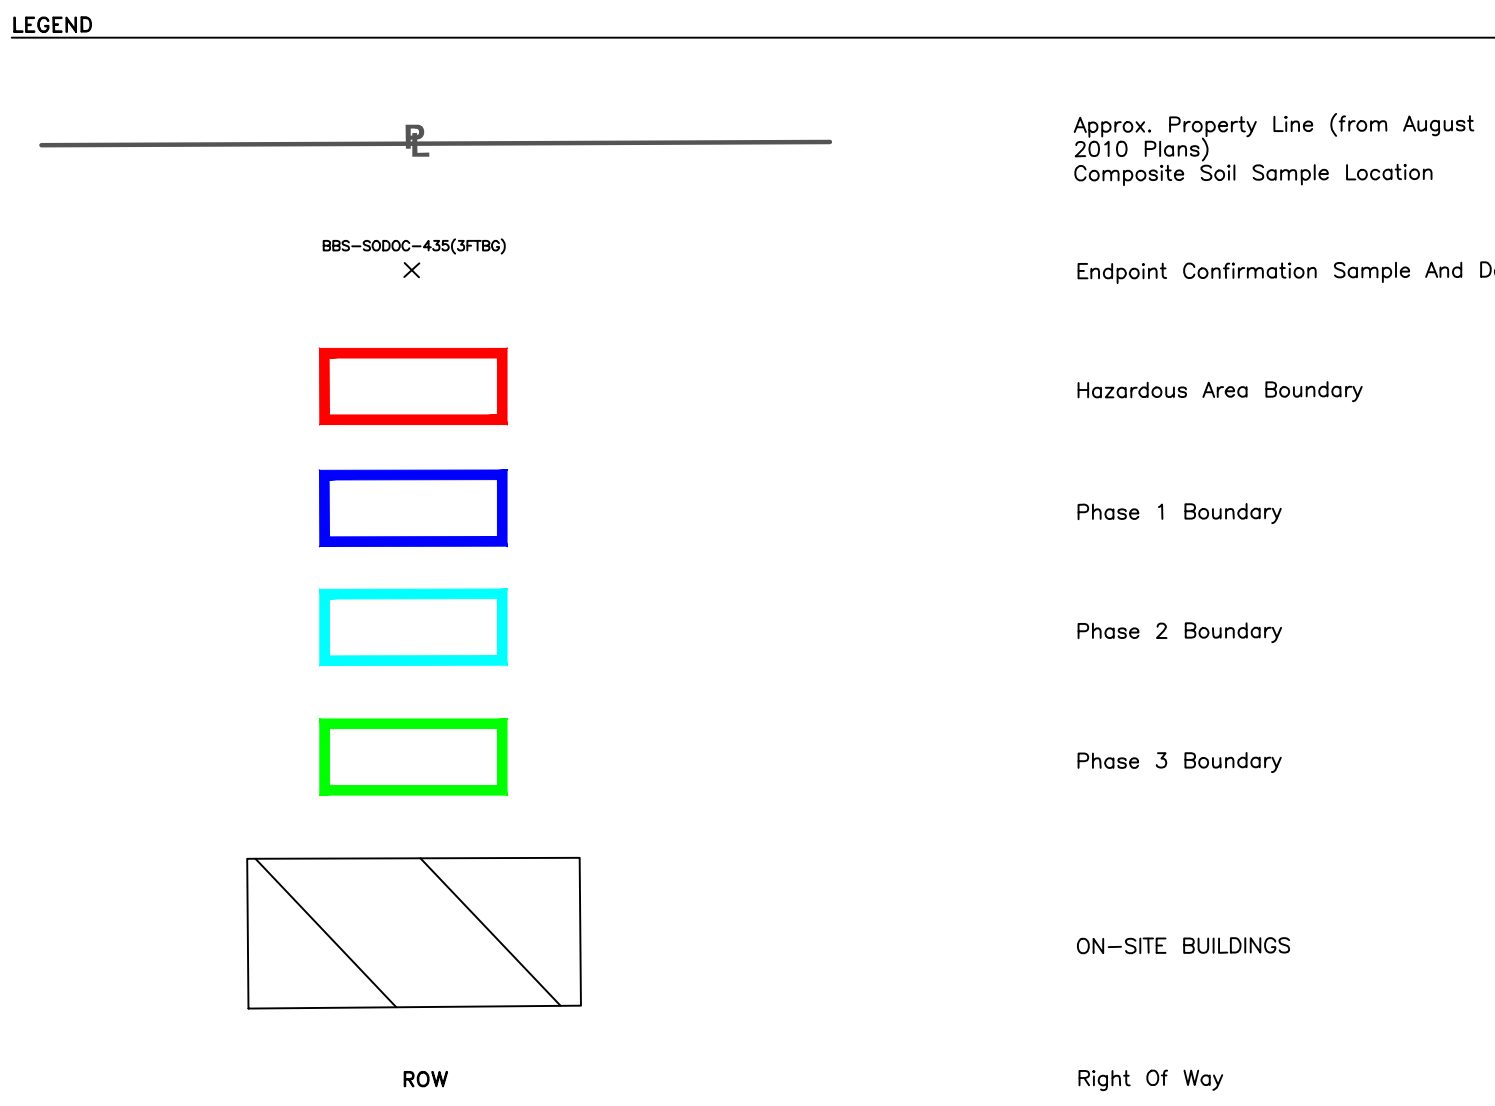 LEGEND
PL
Approx. Property Line (from August
2010 Plans)
Composite Soil Sample Location
BBS-SODOC-435(3FTBG)
Endpoint Confirmation Sample And
Hazardous Area Boundary
Phase 1 Boundary
Phase 2 Boundary
Phase 3 Boundary
ON-SITE BUILDINGS
ROW
Right Of Way